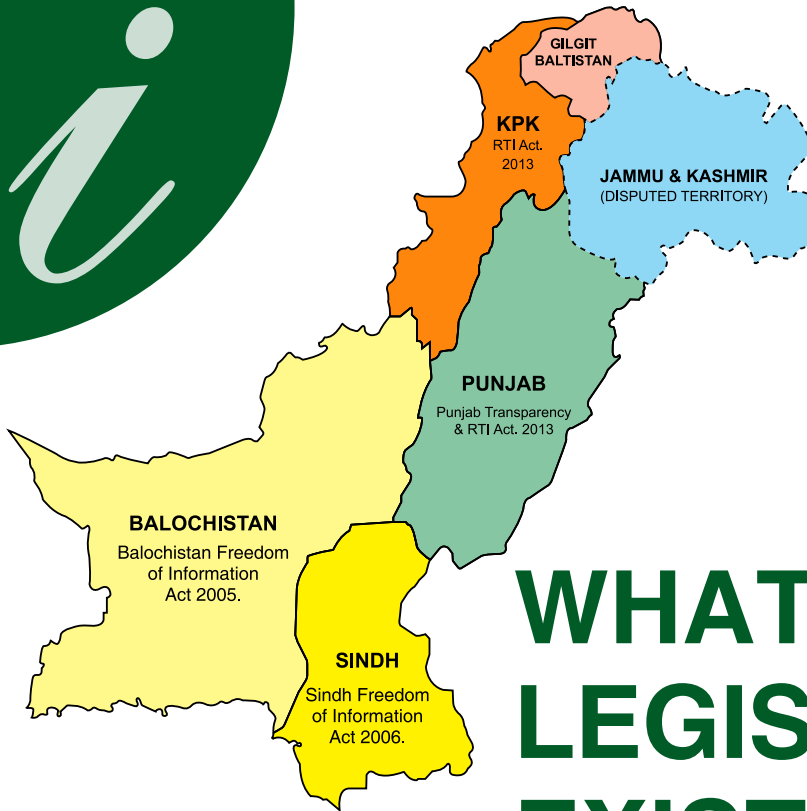 i
GILGIT
BALTISTAN
KPK
RTI Act.
2013
JAMMU & KASHMIR
(DISPUTED TERRITORY)
PUNJAB
Punjab Transparency
& RTI Act. 2013
BALOCHISTAN
Balochistan Freedom
of Information
Act 2005.
SINDH
Sindh Freedom
of Information
Act 2006.
WHAT
LEGIS
EXIST